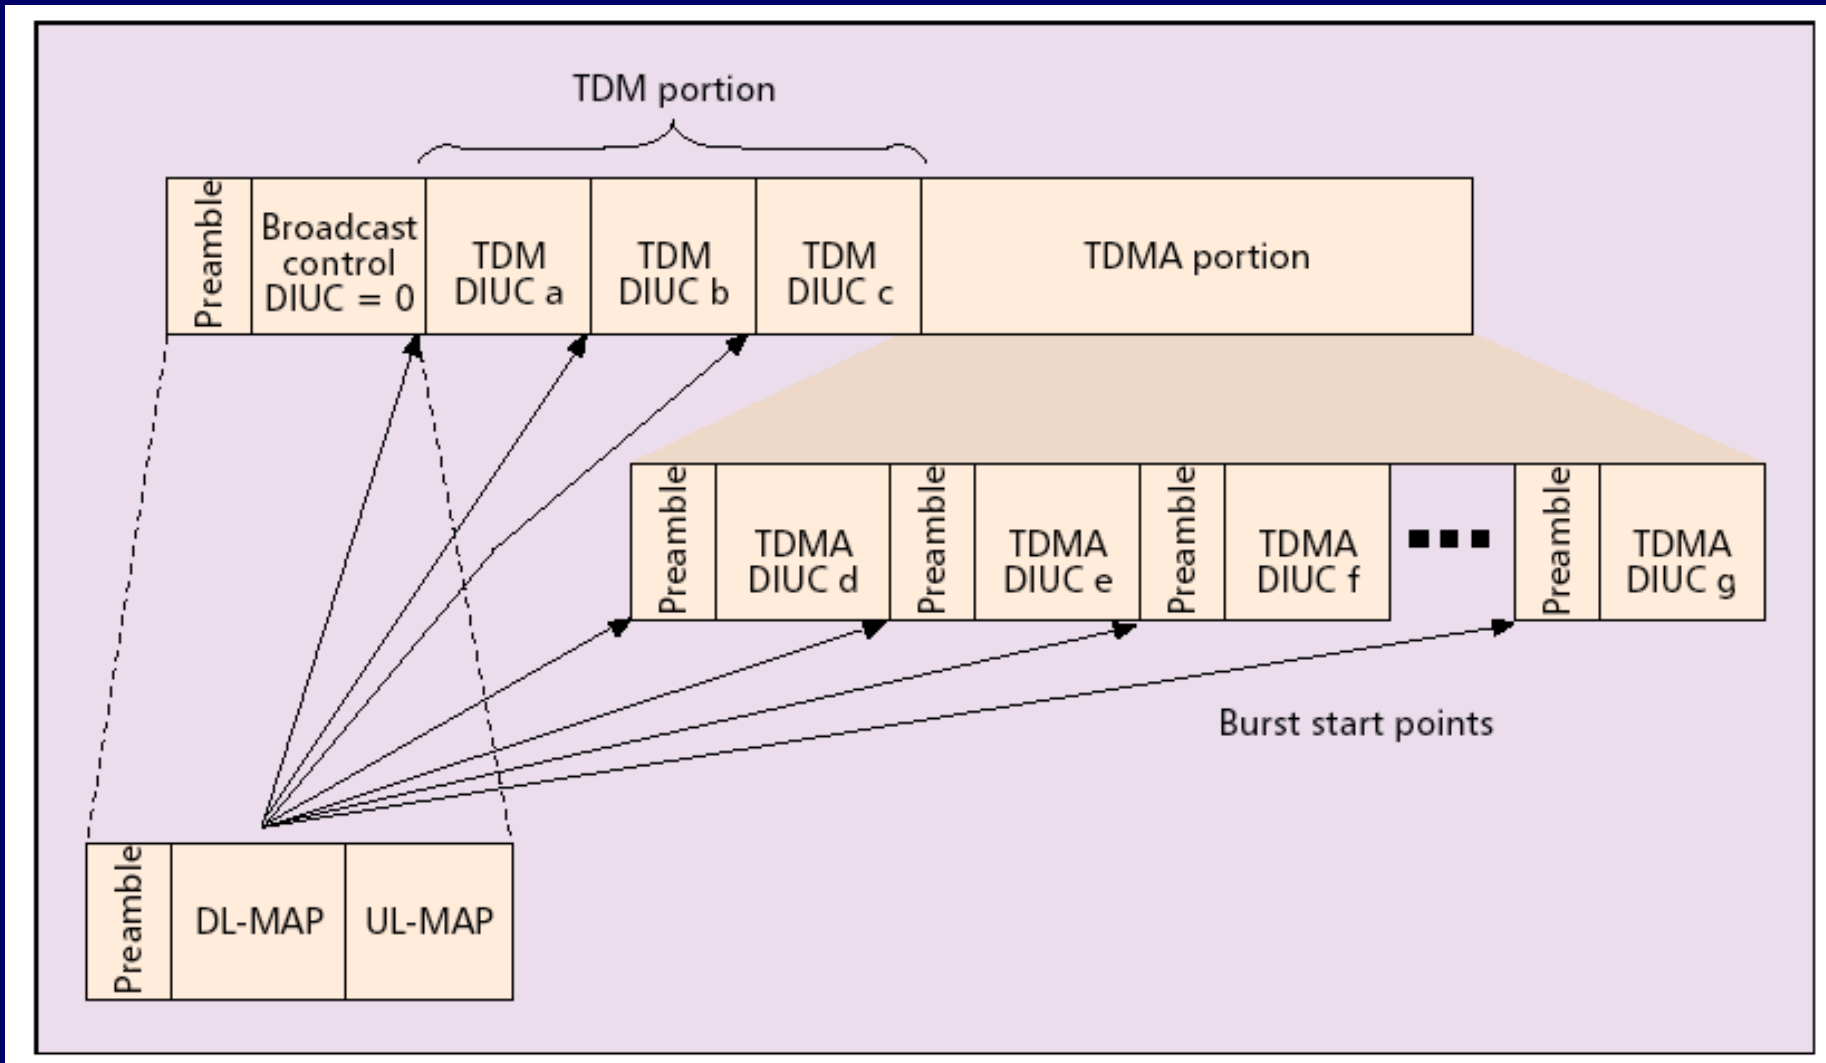 TDM portion
Preamble
Broadcast
control
DIUC = 0
TDM
DIUC a
TDM
DIUC b
TDM
DIUC c
TDMA portion
Preamble
TDMA
DIUC d
Preamble
TDMA
DIUC e
Preamble
TDMA
DIUC f
Preamble
TDMA
DIUC g
Burst start points
Preamble
DL-MAP
UL-MAP